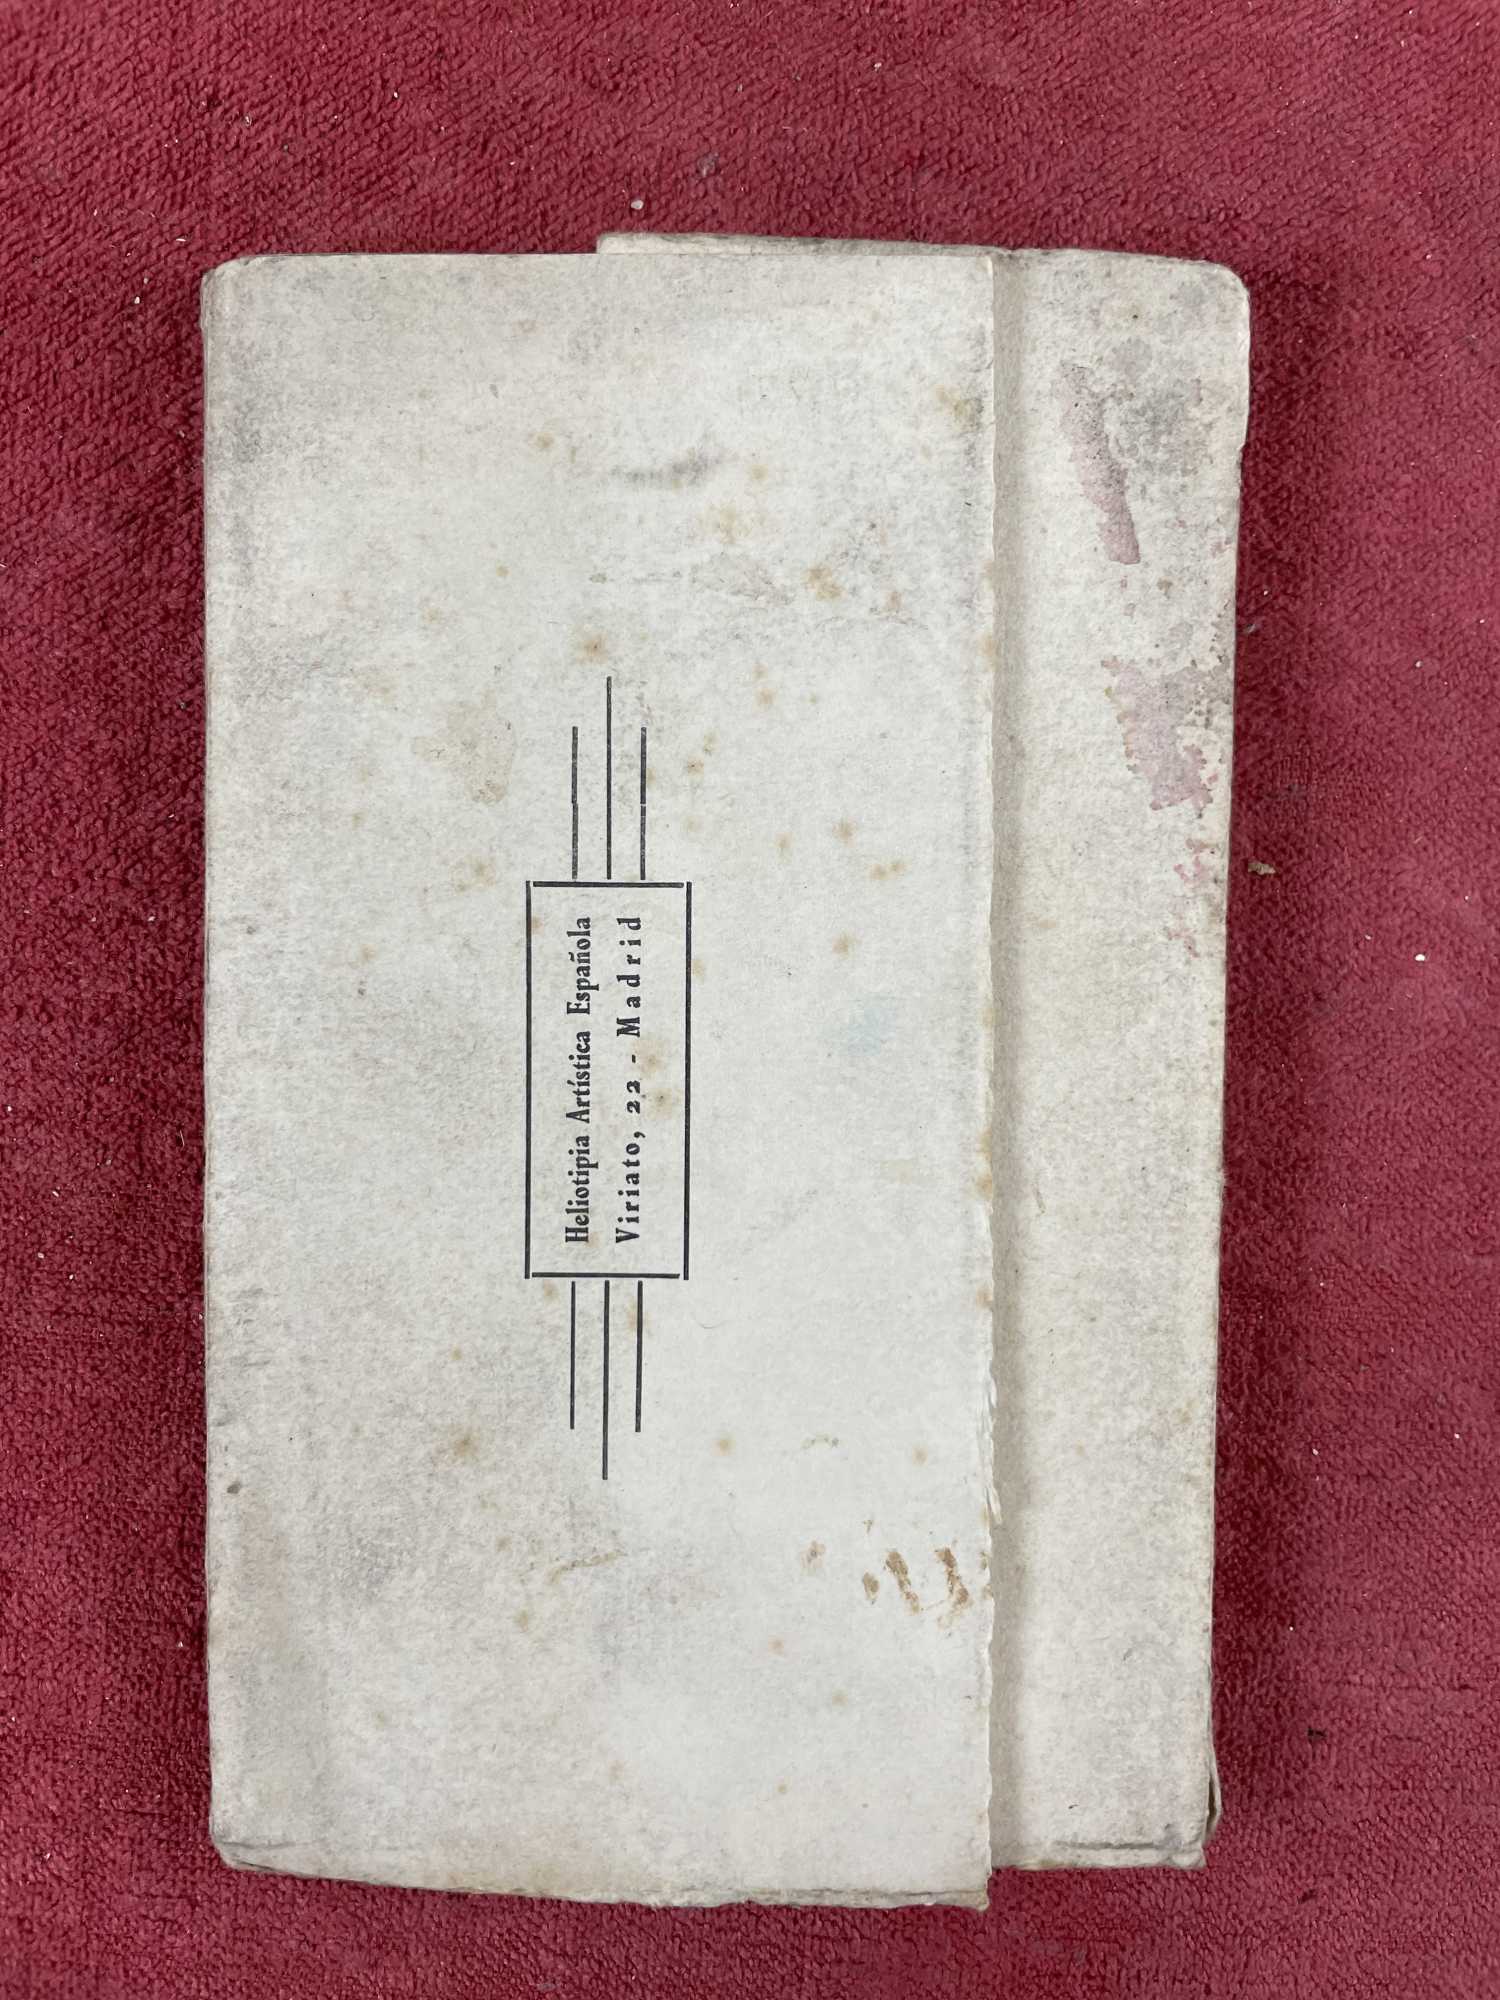 Heliotipia Artística Española
Viriato, 22 - Madrid